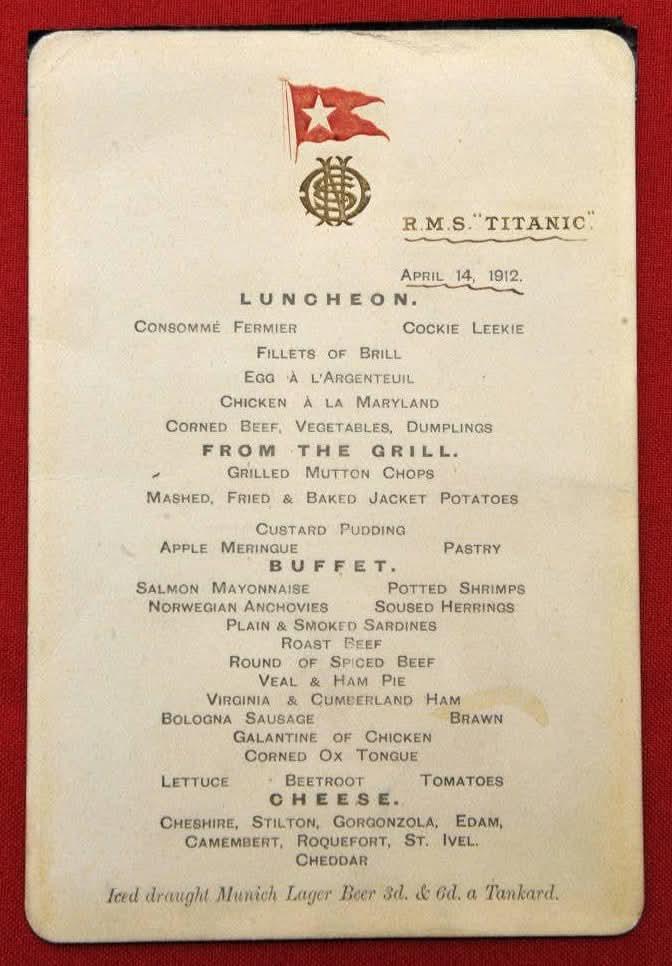 R.M.S. "TITANIC".
APRIL 14, 1912.
LUNCHEON.
CONSOMMÉ FERMIER COCKIE LEEKIE
FILLETS OF BRILL
EGG À L'ARGENTEUIL
CHICKEN À LA MARYLAND
CORNED BEEF, VEGETABLES, DUMPLINGS
FROM THE GRILL.
GRILLED MUTTON CHOPS
MASHED, FRIED & BAKED JACKET POTATOES
CUSTARD PUDDING
APPLE MERINGUE PASTRY
BUFFET.
SALMON MAYONNAISE POTTED SHRIMPS
NORWEGIAN ANCHOVIES SOUSED HERRINGS
PLAIN & SMOKED SARDINES
ROAST BEEF
ROUND OF SPICED BEEF
VEAL & HAM PIE
VIRGINIA & CUMBERLAND HAM
BOLOGNA SAUSAGE BRAWN
GALANTINE OF CHICKEN
CORNED OX TONGUE
LETTUCE BEETROOT TOMATOES
CHEESE.
CHESHIRE, STILTON, GORGONZOLA, EDAM,
CAMEMBERT, ROQUEFORT, ST. IVEL.
CHEDDAR
Iced draught Munich Lager Beer 3d. & 6d. a Tankard.